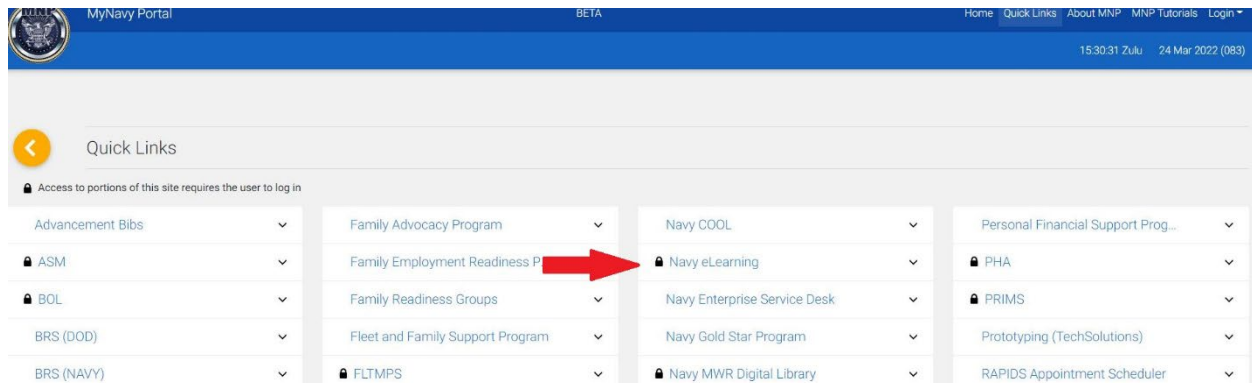 MNP
MyNavy Portal BETA Home Quick Links About MNP MNP Tutorials Login
15:30:31 Zulu 24 Mar 2022 (083)
Quick Links
Access to portions of this site requires the user to log in
Advancement Bibs Family Advocacy Program Navy COOL Personal Financial Support Prog...
ASM Family Employment Readiness P Navy eLearning PHA
BOL Family Readiness Groups Navy Enterprise Service Desk PRIMS
BRS (DOD) Fleet and Family Support Program Navy Gold Star Program Prototyping (TechSolutions)
BRS (NAVY) FLTMPS Navy MWR Digital Library RAPIDS Appointment Scheduler